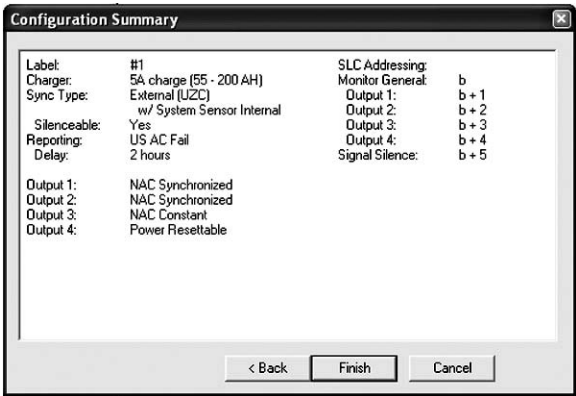 Configuration Summary
Label: #1
Charger: 5A charge (55 - 200 AH)
Sync Type: External (UZC)
w/ System Sensor Internal
Silenceable: Yes
Reporting: US AC Fail
Delay: 2 hours
Output 1: NAC Synchronized
Output 2: NAC Synchronized
Output 3: NAC Constant
Output 4: Power Resettable
SLC Addressing:
Monitor General: b
Output 1: b + 1
Output 2: b + 2
Output 3: b + 3
Output 4: b + 4
Signal Silence: b + 5
< Back
Finish
Cancel